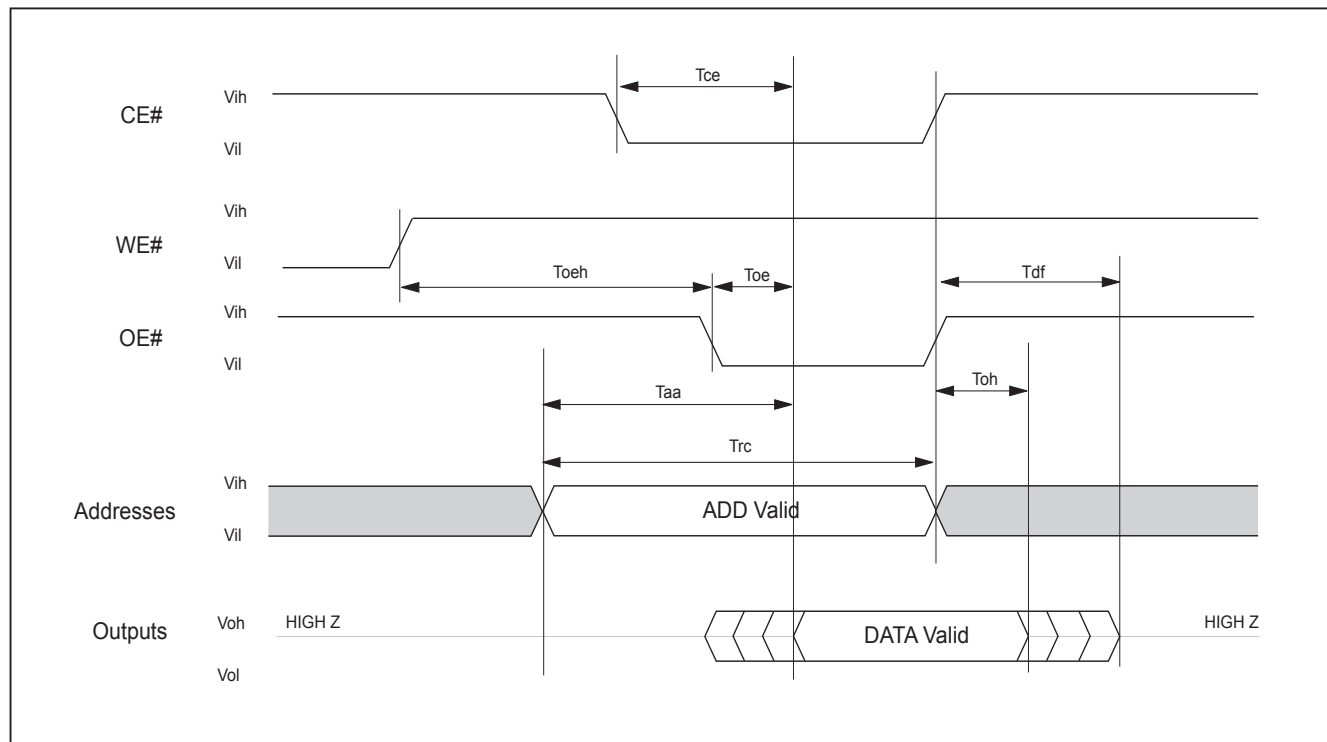 Tce
CE#
Vih
Vil
WE#
Vih
Vil
Toeh
Toe
Tdf
OE#
Vih
Vil
Taa
Toh
Trc
Addresses
Vih
Vil
ADD Valid
Outputs
Voh
Vol
HIGH Z
DATA Valid
HIGH Z